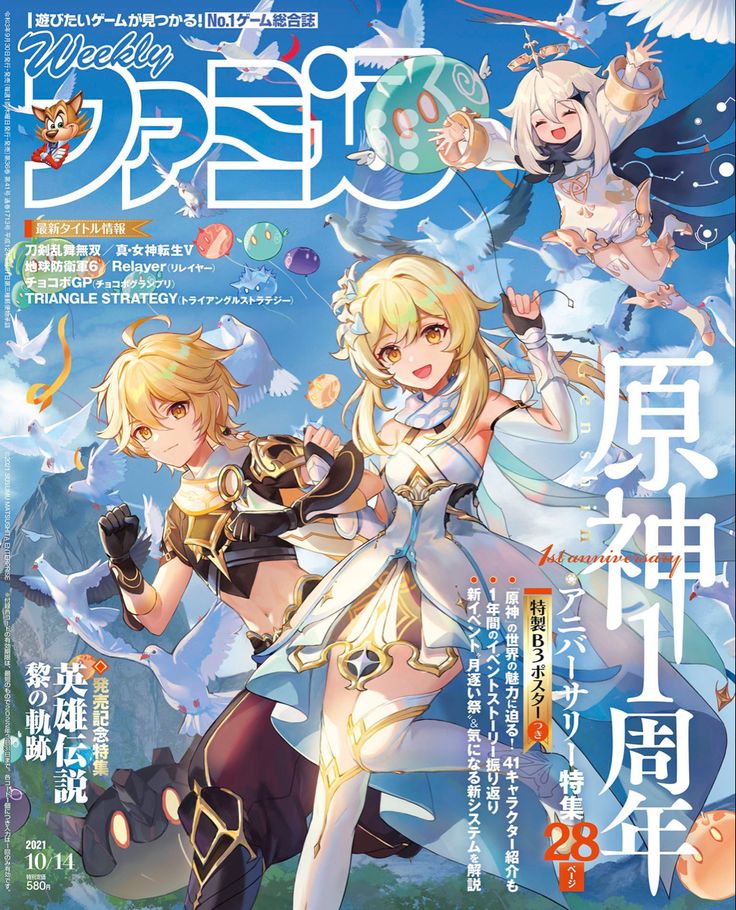 遊びたいゲームが見つかる！No.1ゲーム総合誌
Weekly
ファミ通
最新タイトル情報
刀剣乱舞無双／真・女神転生V
地球防衛軍6／Relayer（リレイヤー）
チョコボGP（チョコボグランプリ）
TRIANGLE STRATEGY（トライアングルストラテジー）
原神1周年
Genshin
1st anniversary
アニバーサリー特集
28ページ
特製B3ポスターつき
●『原神』の世界の魅力に迫る！ 41キャラクター紹介も
●1年間のイベントストーリー振り返り
●新イベント“月逐い祭”&気になる新システムを解説
発売記念特集
英雄伝説
黎の軌跡
2021
10/14
特別定価
580円